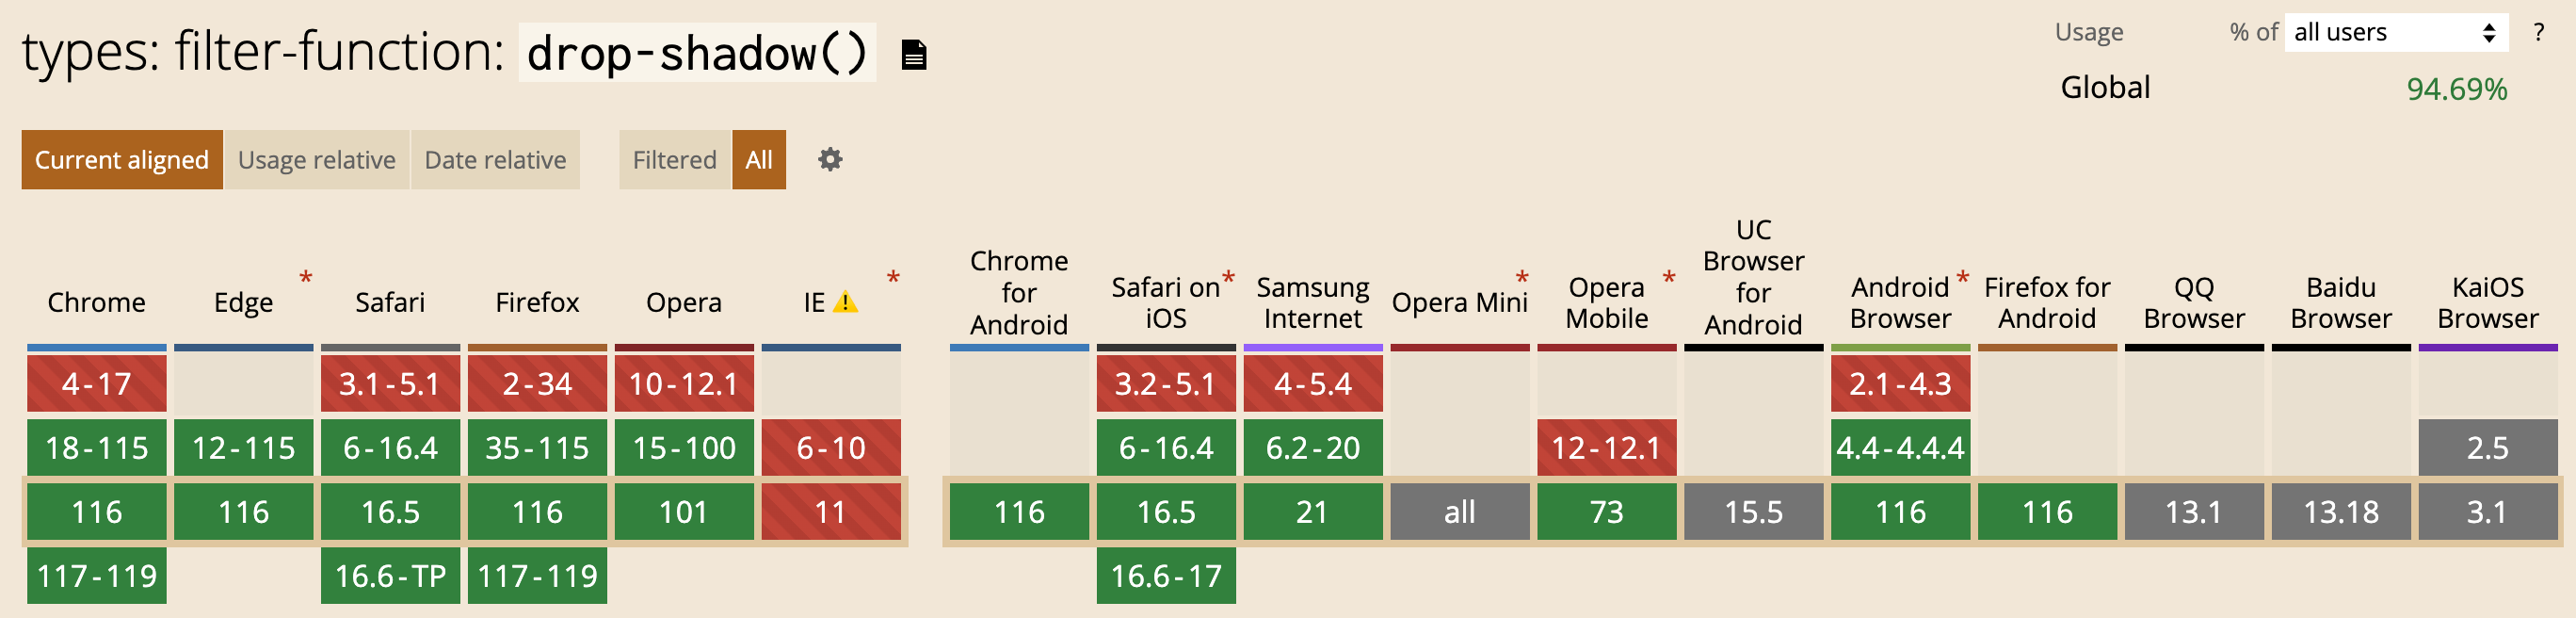 types: filter-function: drop-shadow()
Usage % of all users ?
Global 94.69%
Current aligned Usage relative Date relative Filtered All
Chrome
Edge *
Safari
Firefox
Opera
IE *
Chrome for Android
Safari on iOS *
Samsung Internet
Opera Mini *
Opera Mobile *
UC Browser for Android
Android Browser *
Firefox for Android
QQ Browser
Baidu Browser
KaiOS Browser
4-17 3.1-5.1 2-34 10-12.1 3.2-5.1 4-5.4 2.1-4.3
18-115 12-115 6-16.4 35-115 15-100 6-10 6-16.4 6.2-20 12-12.1 4.4-4.4.4 2.5
116 116 16.5 116 101 11 116 16.5 21 all 73 15.5 116 116 13.1 13.18 3.1
117-119 16.6-TP 117-119 16.6-17